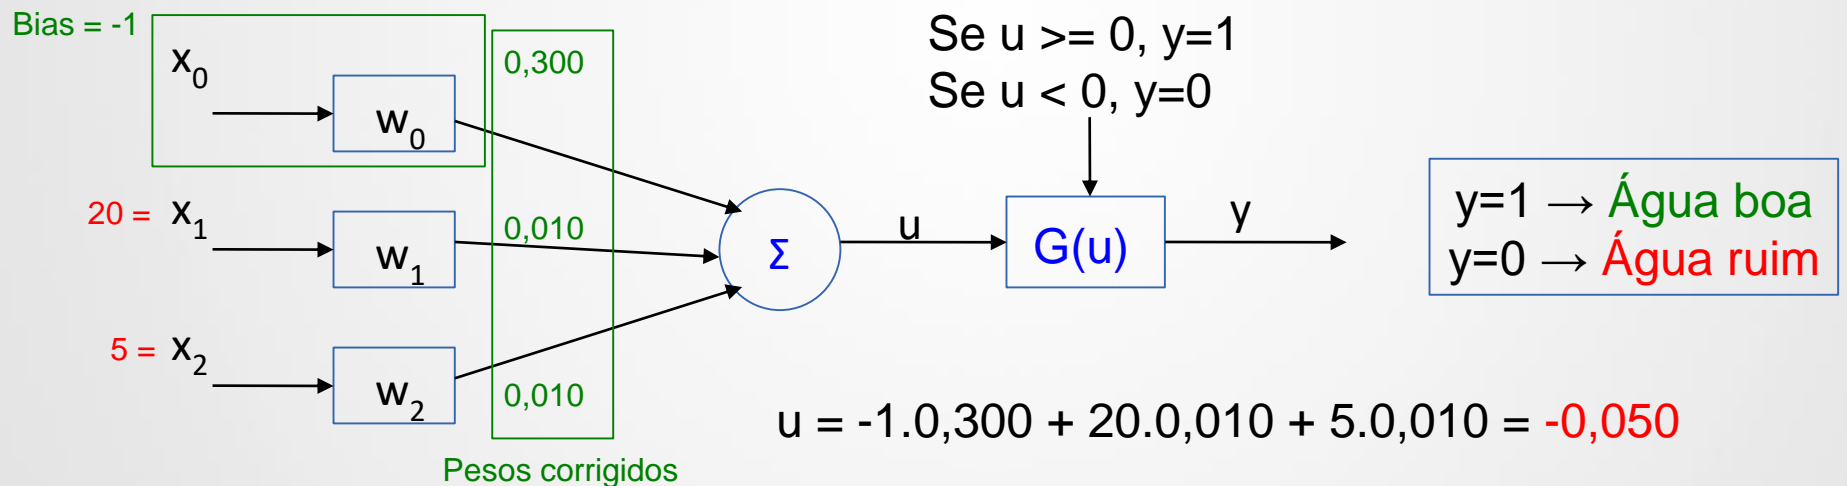 Bias = -1
x0
w0
0,300
Se u >= 0, y=1
Se u < 0, y=0
20 = x1
w1
0,010
Σ
u
G(u)
y
y=1 → Água boa
y=0 → Água ruim
5 = x2
w2
0,010
u = -1.0,300 + 20.0,010 + 5.0,010 = -0,050
Pesos corrigidos